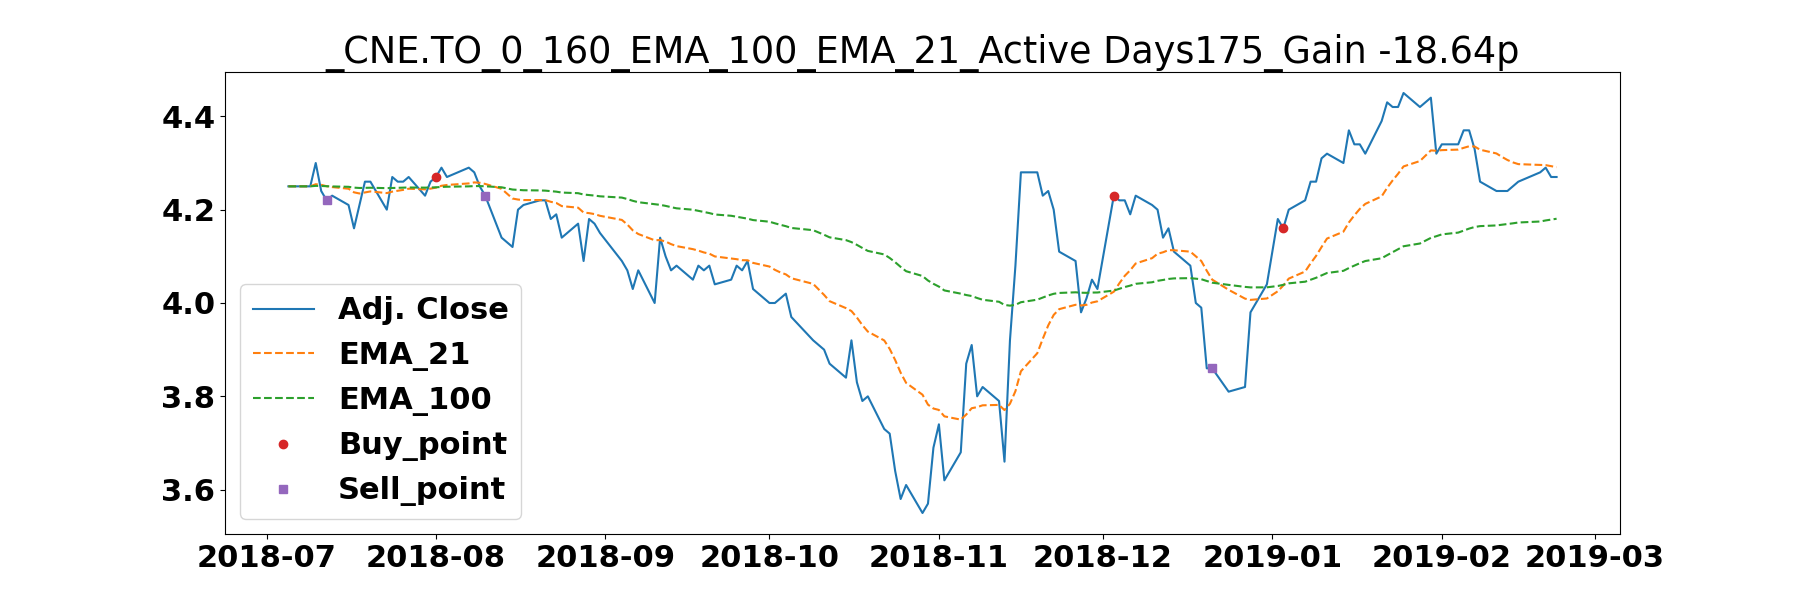 _CNE.TO_0_160_EMA_100_EMA_21_Active Days175_Gain -18.64p
4.4
4.2
4.0
3.8
3.6
Adj. Close
EMA_21
EMA_100
Buy_point
Sell_point
2018-07 2018-08 2018-09 2018-10 2018-11 2018-12 2019-01 2019-02 2019-03